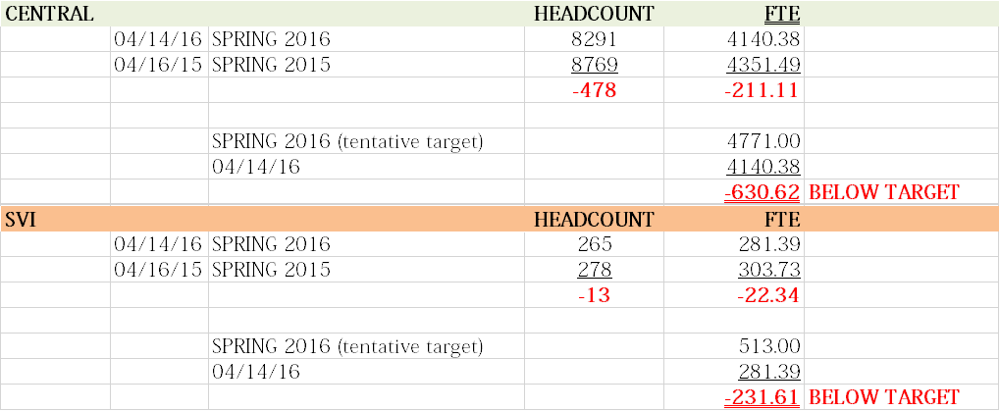 CENTRAL HEADCOUNT FTE
04/14/16 SPRING 2016 8291 4140.38
04/16/15 SPRING 2015 8769 4351.49
-478 -211.11
SPRING 2016 (tentative target) 4771.00
04/14/16 4140.38
-630.62 BELOW TARGET
SVI HEADCOUNT FTE
04/14/16 SPRING 2016 265 281.39
04/16/15 SPRING 2015 278 303.73
-13 -22.34
SPRING 2016 (tentative target) 513.00
04/14/16 281.39
-231.61 BELOW TARGET